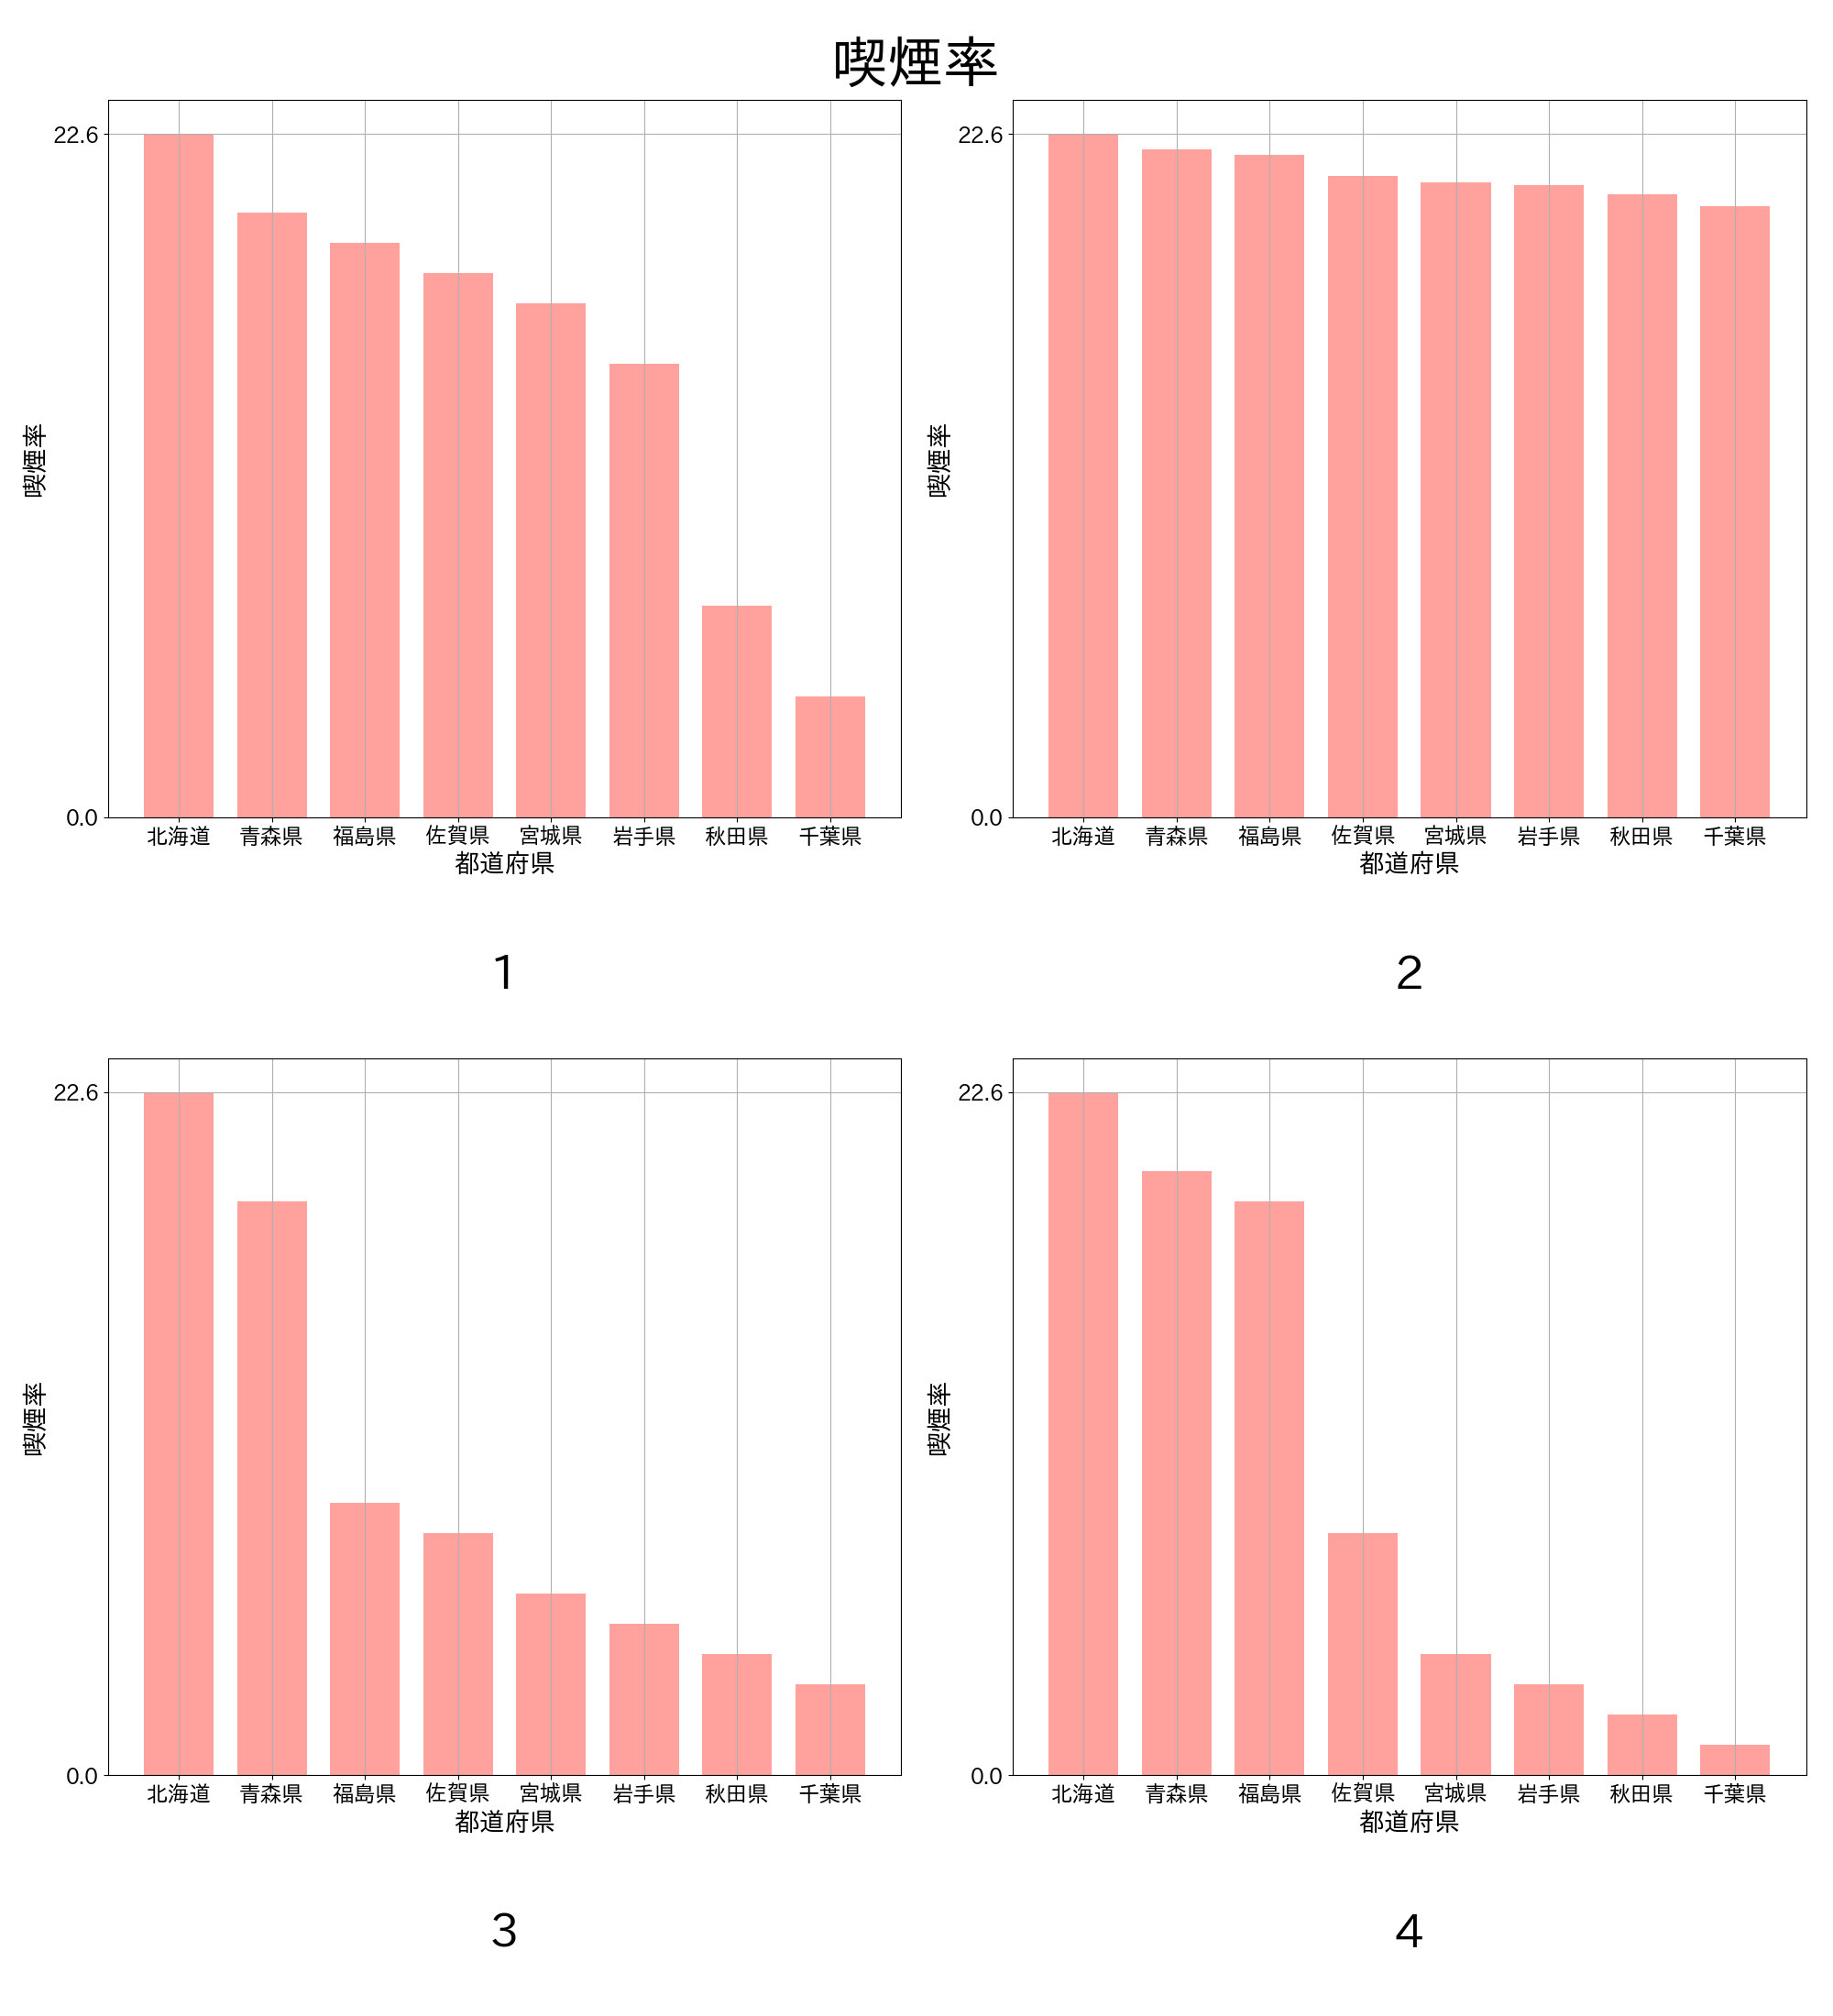 喫煙率
22.6
0.0
喫煙率
北海道 青森県 福島県 佐賀県 宮城県 岩手県 秋田県 千葉県
都道府県
1
22.6
0.0
喫煙率
北海道 青森県 福島県 佐賀県 宮城県 岩手県 秋田県 千葉県
都道府県
2
22.6
0.0
喫煙率
北海道 青森県 福島県 佐賀県 宮城県 岩手県 秋田県 千葉県
都道府県
3
22.6
0.0
喫煙率
北海道 青森県 福島県 佐賀県 宮城県 岩手県 秋田県 千葉県
都道府県
4